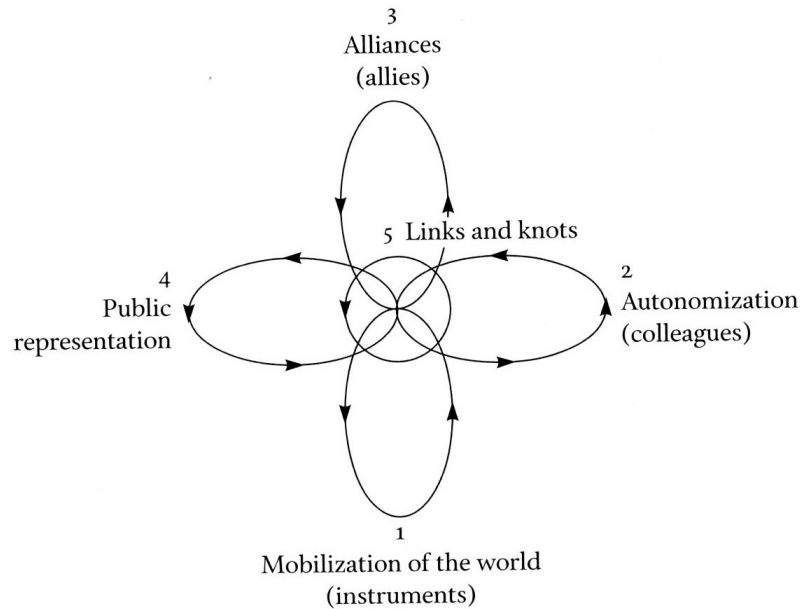 3
Alliances
(allies)
5 Links and knots
4
Public
representation
2
Autonomization
(colleagues)
1
Mobilization of the world
(instruments)